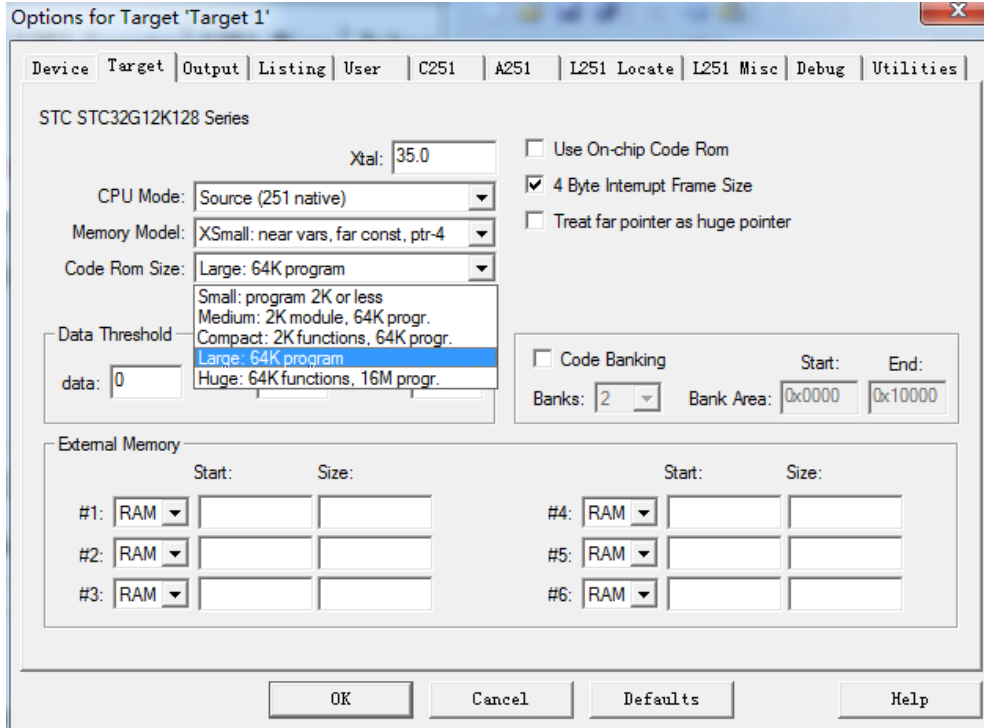 Options for Target 'Target 1'
Device Target Output Listing User C251 A251 L251 Locate L251 Misc Debug Utilities
STC STC32G12K128 Series
Xtal: 35.0
Use On-chip Code Rom
CPU Mode: Source (251 native)
4 Byte Interrupt Frame Size
Memory Model: XSmall: near vars, far const, ptr-4
Treat far pointer as huge pointer
Code Rom Size: Large: 64K program
Small: program 2K or less
Medium: 2K module, 64K progr.
Compact: 2K functions, 64K progr.
Large: 64K program
Huge: 64K functions, 16M progr.
Data Threshold
data: 0
Code Banking Start: End:
Banks: 2 Bank Area: 0x0000 0x10000
External Memory
Start: Size: Start: Size:
#1: RAM #4: RAM
#2: RAM #5: RAM
#3: RAM #6: RAM
OK Cancel Defaults Help